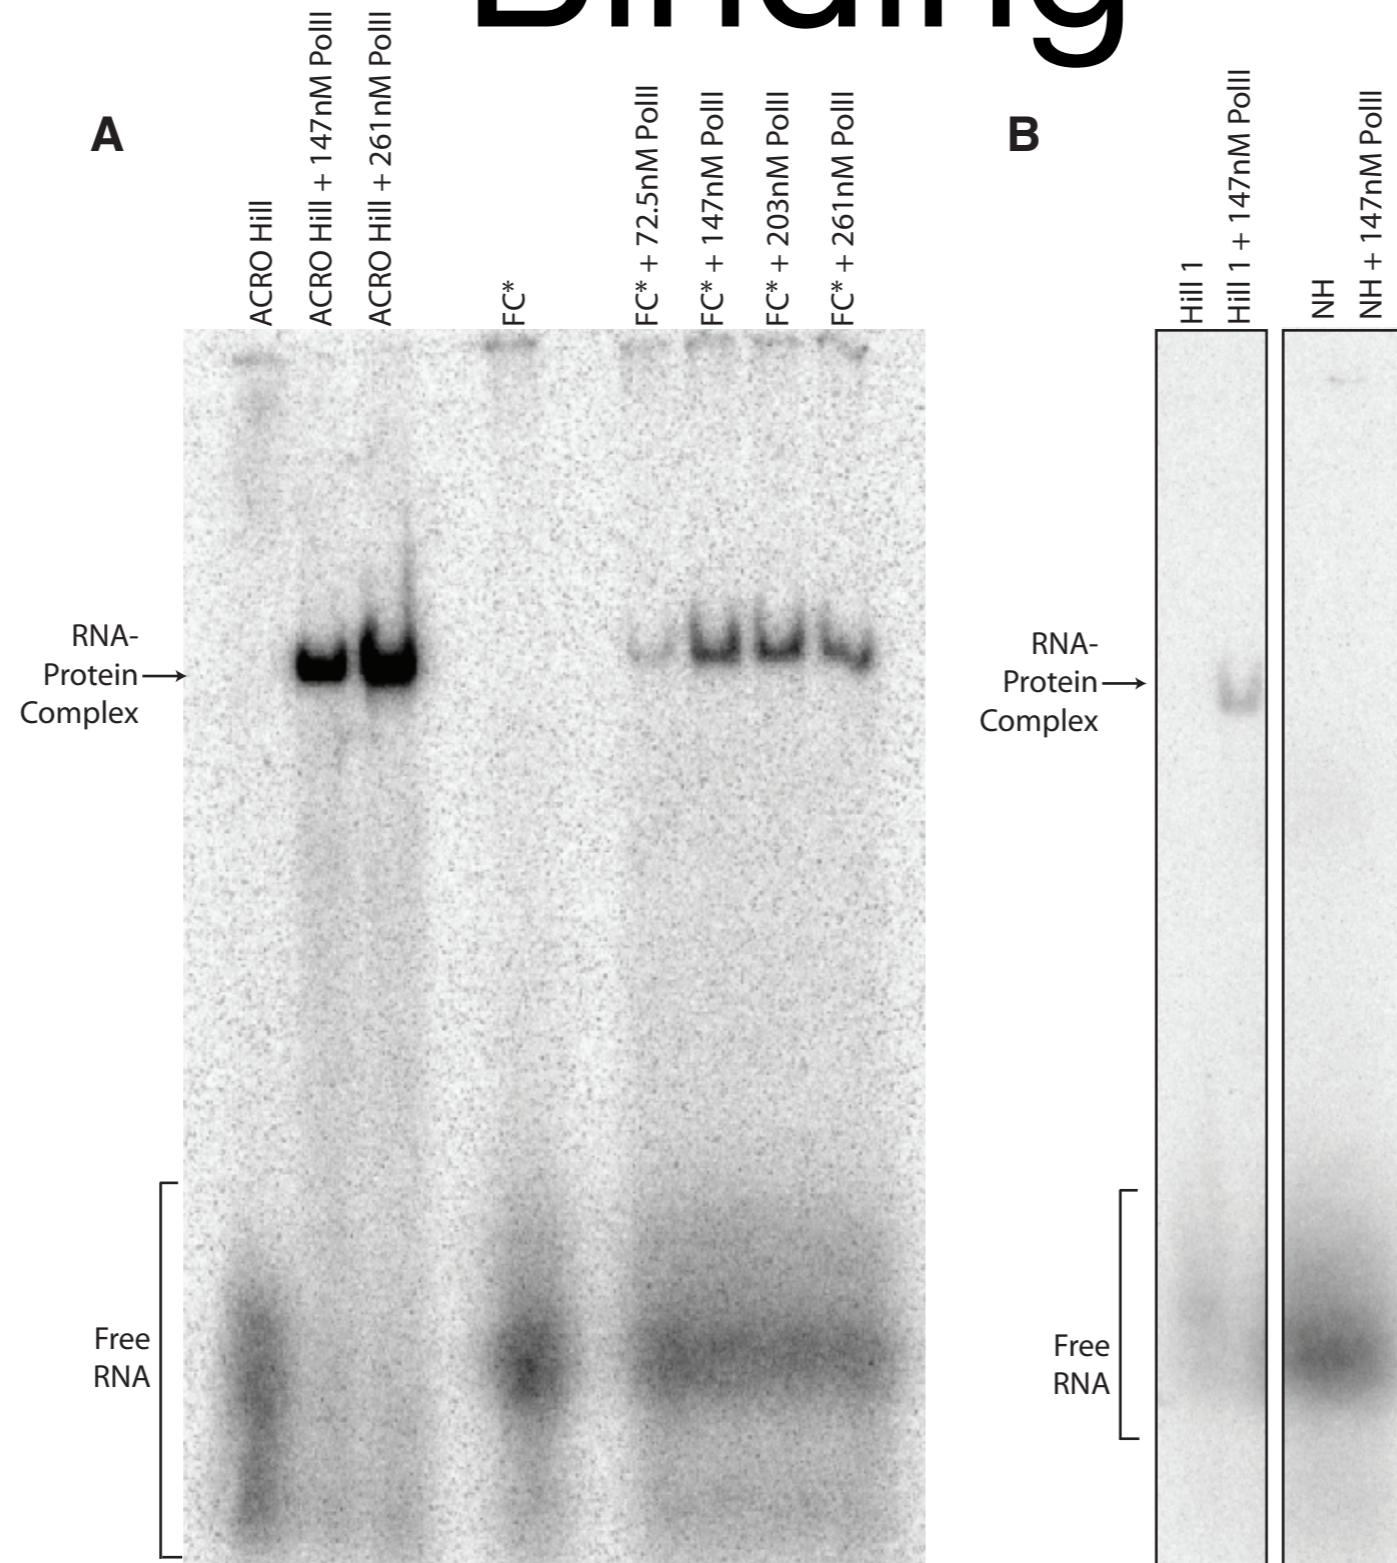 Binding
A
ACRO Hill
ACRO Hill + 147nM PolII
ACRO Hill + 261nM PolII
FC*
FC* + 72.5nM PolII
FC* + 147nM PolII
FC* + 203nM PolII
FC* + 261nM PolII
RNA-
Protein
Complex
Free
RNA
B
Hill 1
Hill 1 + 147nM PolII
NH
NH + 147nM PolII
RNA-
Protein
Complex
Free
RNA